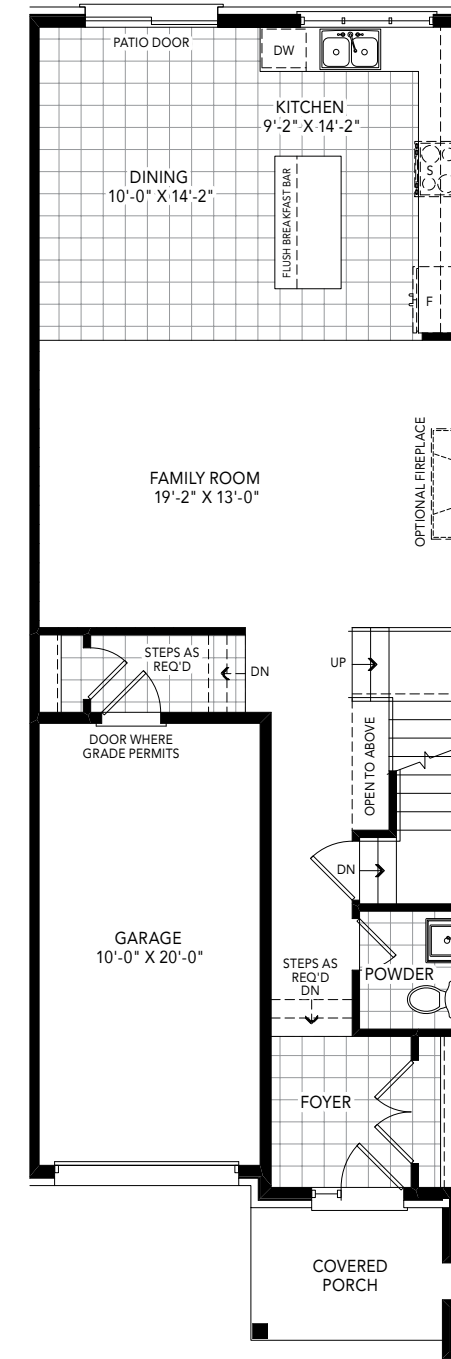 PATIO DOOR
DW
KITCHEN
9'-2" X 14'-2"
DINING
10'-0" X 14'-2"
FLUSH BREAKFAST BAR
S
F
FAMILY ROOM
19'-2" X 13'-0"
OPTIONAL FIREPLACE
STEPS AS
REQ'D
DN
UP
DOOR WHERE
GRADE PERMITS
OPEN TO ABOVE
DN
GARAGE
10'-0" X 20'-0"
STEPS AS
REQ'D
DN
POWDER
FOYER
COVERED
PORCH